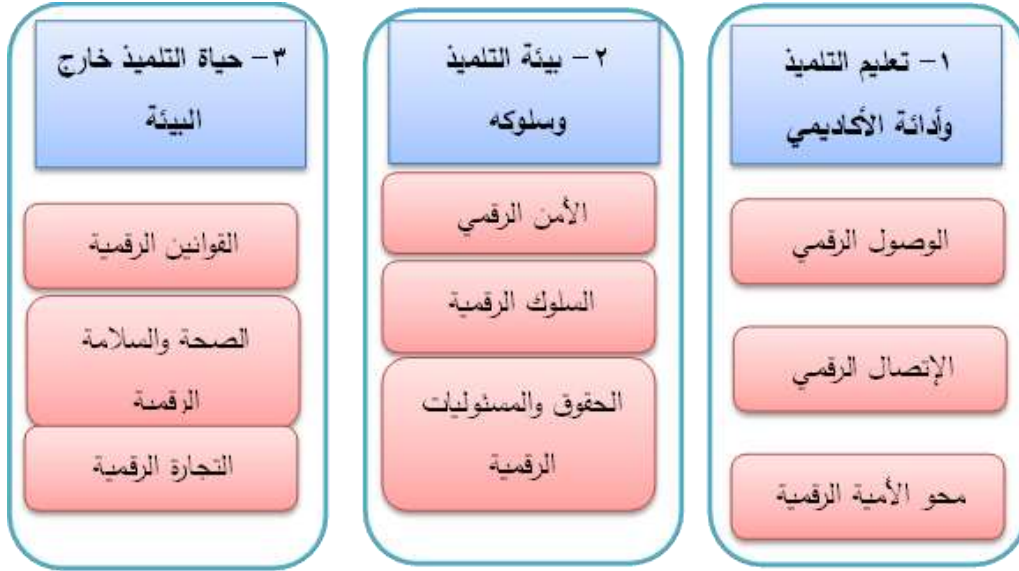 ١- تعليم التلميذ
وأدائة الأكاديمي
الوصول الرقمي
الإتصال الرقمي
محو الأمية الرقمية
٢- بيئة التلميذ
وسلوكه
الأمن الرقمي
السلوك الرقمية
الحقوق والمسئوليات
الرقمية
٣- حياة التلميذ خارج
البيئة
القوانين الرقمية
الصحة والسلامة
الرقمية
التجارة الرقمية